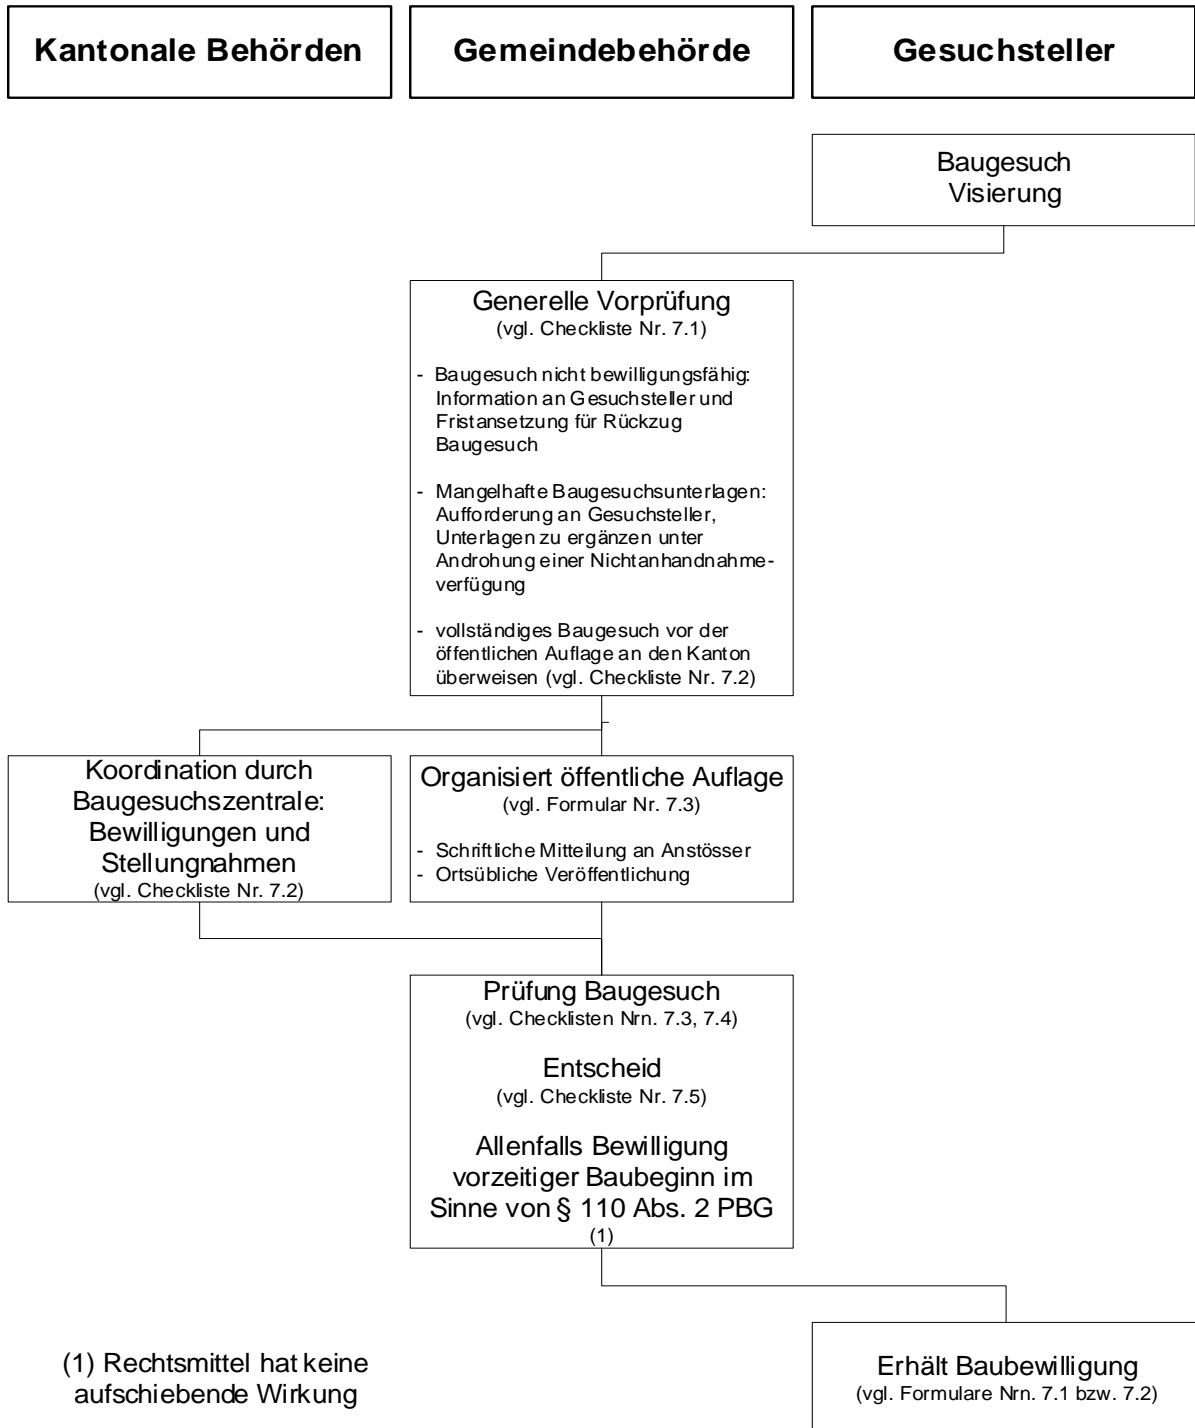 Kantonale Behörden
Gemeindebehörde
Gesuchsteller
Baugesuch
Visierung
Generelle Vorprüfung
(vgl. Checkliste Nr. 7.1)
- Baugesuch nicht bewilligungsfähig:
Information an Gesuchsteller und
Fristansetzung für Rückzug
Baugesuch
- Mangelhafte Baugesuchsunterlagen:
Aufforderung an Gesuchsteller,
Unterlagen zu ergänzen unter
Androhung einer Nichtanhandnahme-
verfügung
- vollständiges Baugesuch vor der
öffentlichen Auflage an den Kanton
überweisen (vgl. Checkliste Nr. 7.2)
Koordination durch
Baugesuchszentrale:
Bewilligungen und
Stellungnahmen
(vgl. Checkliste Nr. 7.2)
Organisiert öffentliche Auflage
(vgl. Formular Nr. 7.3)
- Schriftliche Mitteilung an Anstösser
- Ortsübliche Veröffentlichung
Prüfung Baugesuch
(vgl. Checklisten Nrn. 7.3, 7.4)
Entscheid
(vgl. Checkliste Nr. 7.5)
Allenfalls Bewilligung
vorzeitiger Baubeginn im
Sinne von § 110 Abs. 2 PBG
(1)
(1) Rechtsmittel hat keine
aufschiebende Wirkung
Erhält Baubewilligung
(vgl. Formulare Nrn. 7.1 bzw. 7.2)